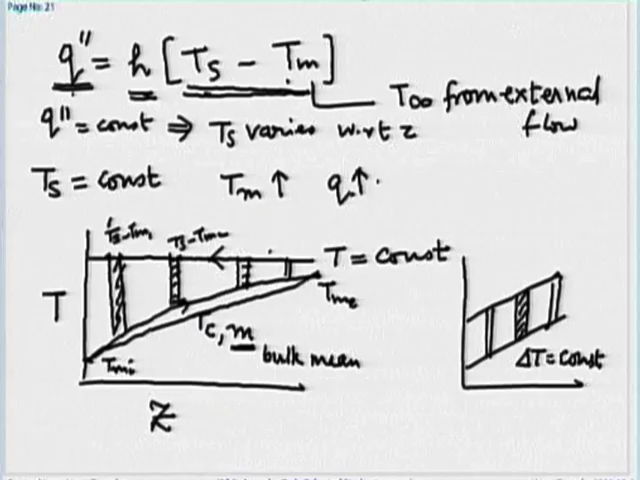 Page No: 21
q'' = h [Ts - Tm]
T∞ from external flow
q'' = const ⇒ Ts varies w.r.t z
Ts = const Tm ↑ q ↑.
Ts-Tm Ts-Tm
T = const
T
Tme
Tc, m
bulk mean
Tmi
ΔT = const
Z